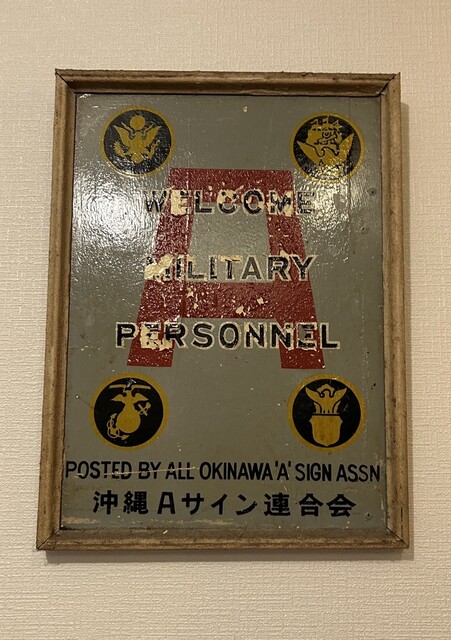 A
WELCOME
MILITARY
PERSONNEL
POSTED BY ALL OKINAWA 'A' SIGN ASSN
沖縄Aサイン連合会